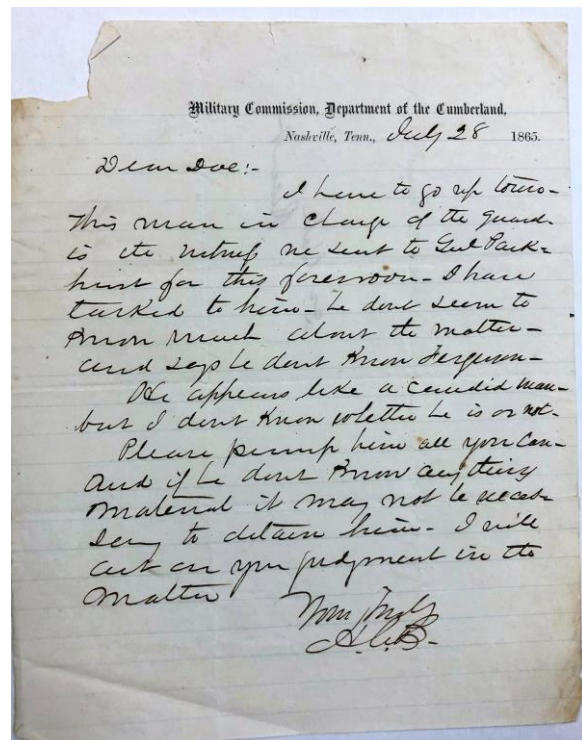 Military Commission, Department of the Cumberland,
Nashville, Tenn., July 28 1865.
Dear Doc:-
I have to go up town-
This man in charge of the guard-
is the witness we sent to Genl Park-
hurst for this forenoon - I have
talked to him - he dont seem to
know much about the matter -
and says he dont know Ferguson -
He appears like a candid man-
but I dont know whether he is or not-
Please pump him all you can-
and if he dont know any thing
material it may not be neces-
sary to detain him - I will
act on your judgment in the
matter
Yours Truly
H.C.B.